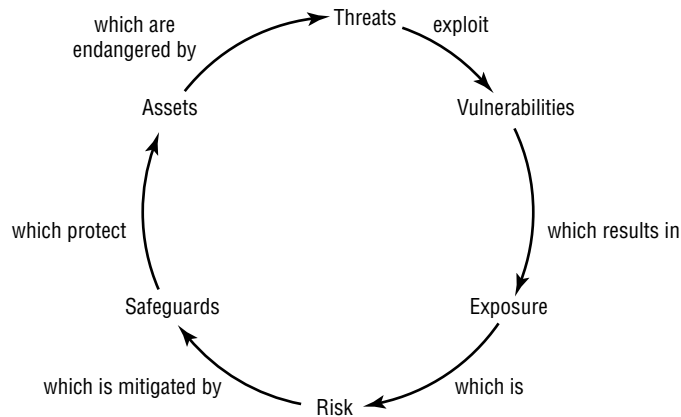 Threats
exploit
Vulnerabilities
which results in
Exposure
which is
Risk
which is mitigated by
Safeguards
which protect
Assets
which are
endangered by